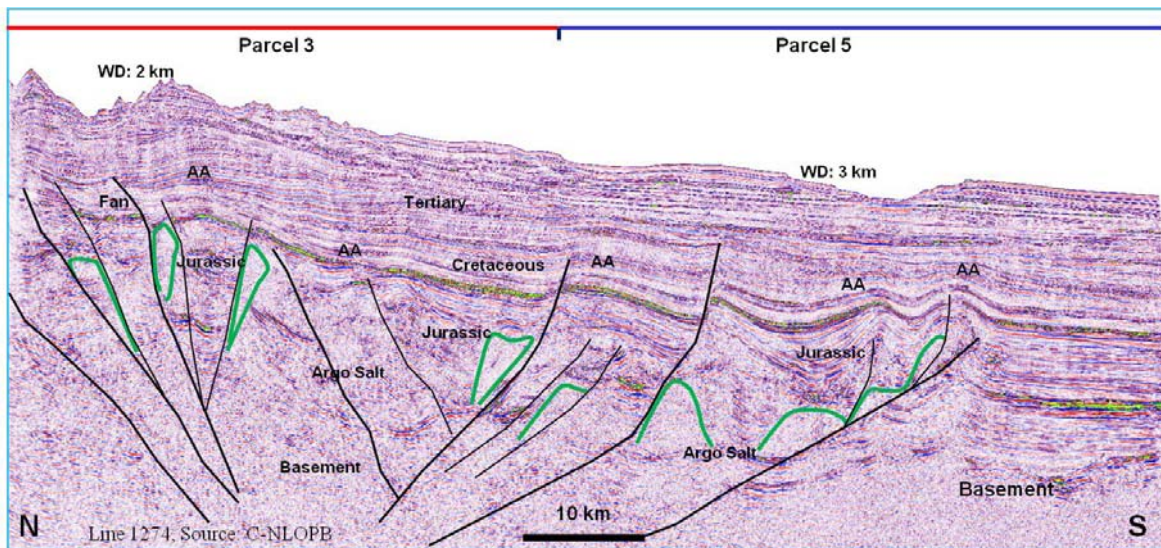 Parcel 3
Parcel 5
WD: 2 km
WD: 3 km
AA
Fan
Tertiary
Jurassic
AA
Cretaceous
AA
AA
AA
Jurassic
Jurassic
Argo Salt
Argo Salt
Basement
Basement
10 km
N
Line 1274, Source: C-NLOPB
S